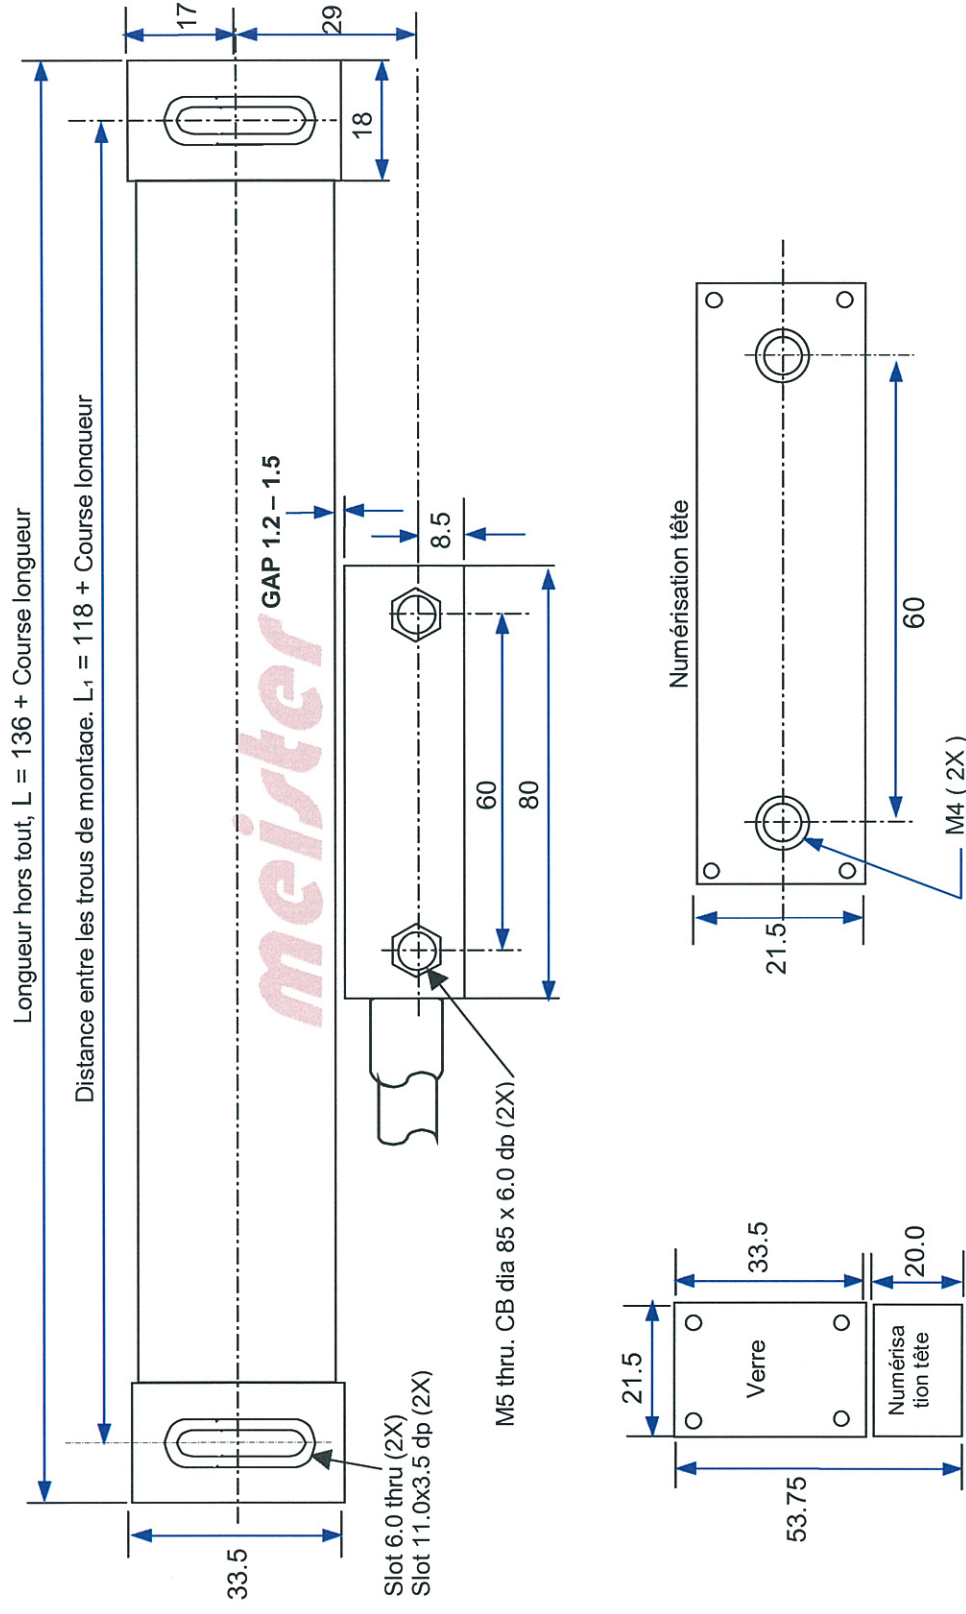 Longueur hors tout, L = 136 + Course longueur
Distance entre les trous de montage. L₁ = 118 + Course longueur
17
29
18
meister
GAP 1.2 – 1.5
8.5
60
80
33.5
Slot 6.0 thru (2X)
Slot 11.0x3.5 dp (2X)
M5 thru. CB dia 85 x 6.0 dp (2X)
Numérisation tête
60
21.5
M4 ( 2X )
21.5
33.5
Verre
Numérisa
tion tête
20.0
53.75